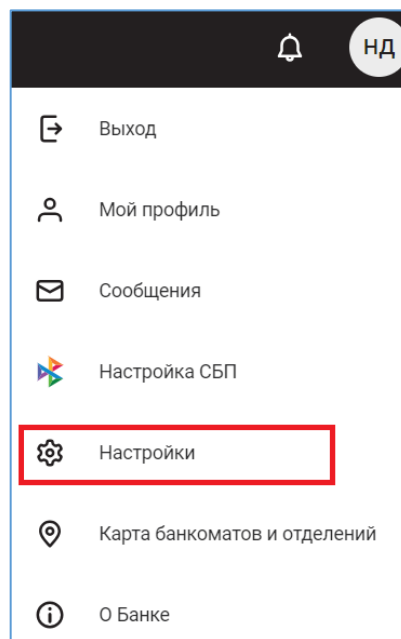 НД
Выход
Мой профиль
Сообщения
Настройка СБП
Настройки
Карта банкоматов и отделений
О Банке